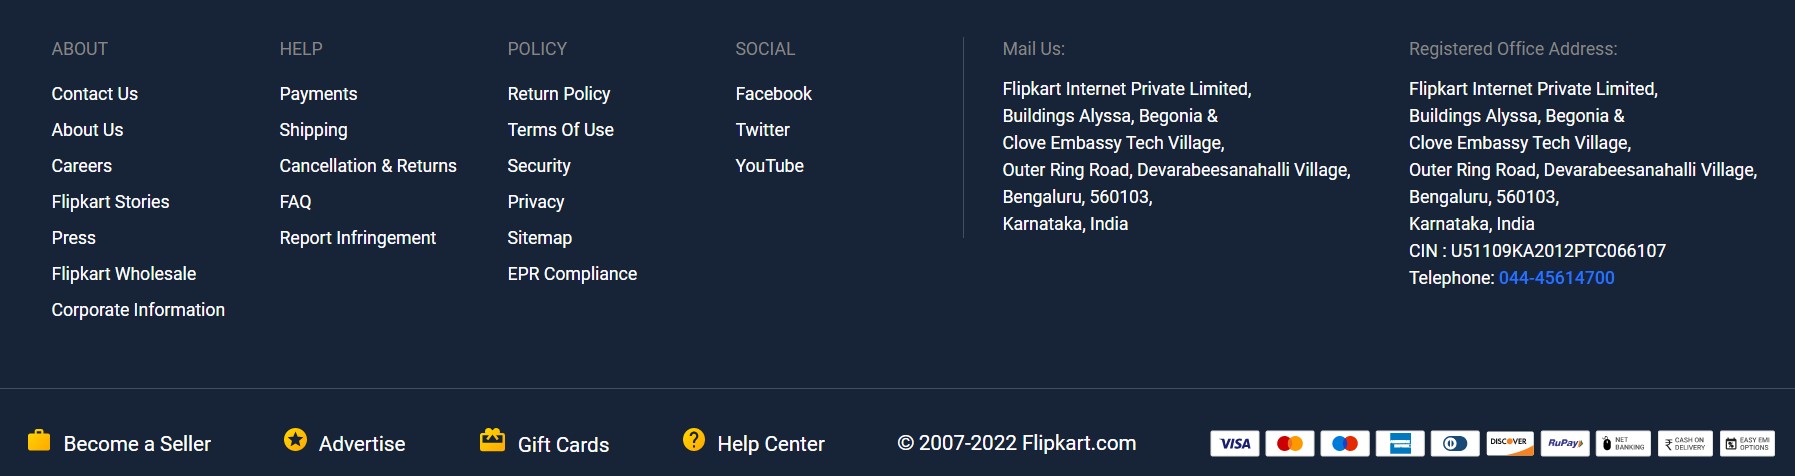 ABOUT
Contact Us
About Us
Careers
Flipkart Stories
Press
Flipkart Wholesale
Corporate Information
HELP
Payments
Shipping
Cancellation & Returns
FAQ
Report Infringement
POLICY
Return Policy
Terms Of Use
Security
Privacy
Sitemap
EPR Compliance
SOCIAL
Facebook
Twitter
YouTube
Mail Us:
Flipkart Internet Private Limited,
Buildings Alyssa, Begonia &
Clove Embassy Tech Village,
Outer Ring Road, Devarabeesanahalli Village,
Bengaluru, 560103,
Karnataka, India
Registered Office Address:
Flipkart Internet Private Limited,
Buildings Alyssa, Begonia &
Clove Embassy Tech Village,
Outer Ring Road, Devarabeesanahalli Village,
Bengaluru, 560103,
Karnataka, India
CIN : U51109KA2012PTC066107
Telephone: 044-45614700
Become a Seller
Advertise
Gift Cards
? Help Center
© 2007-2022 Flipkart.com
VISA
DISCOVER
RuPay
NET
BANKING
₹ CASH ON
DELIVERY
EASY EMI
OPTIONS